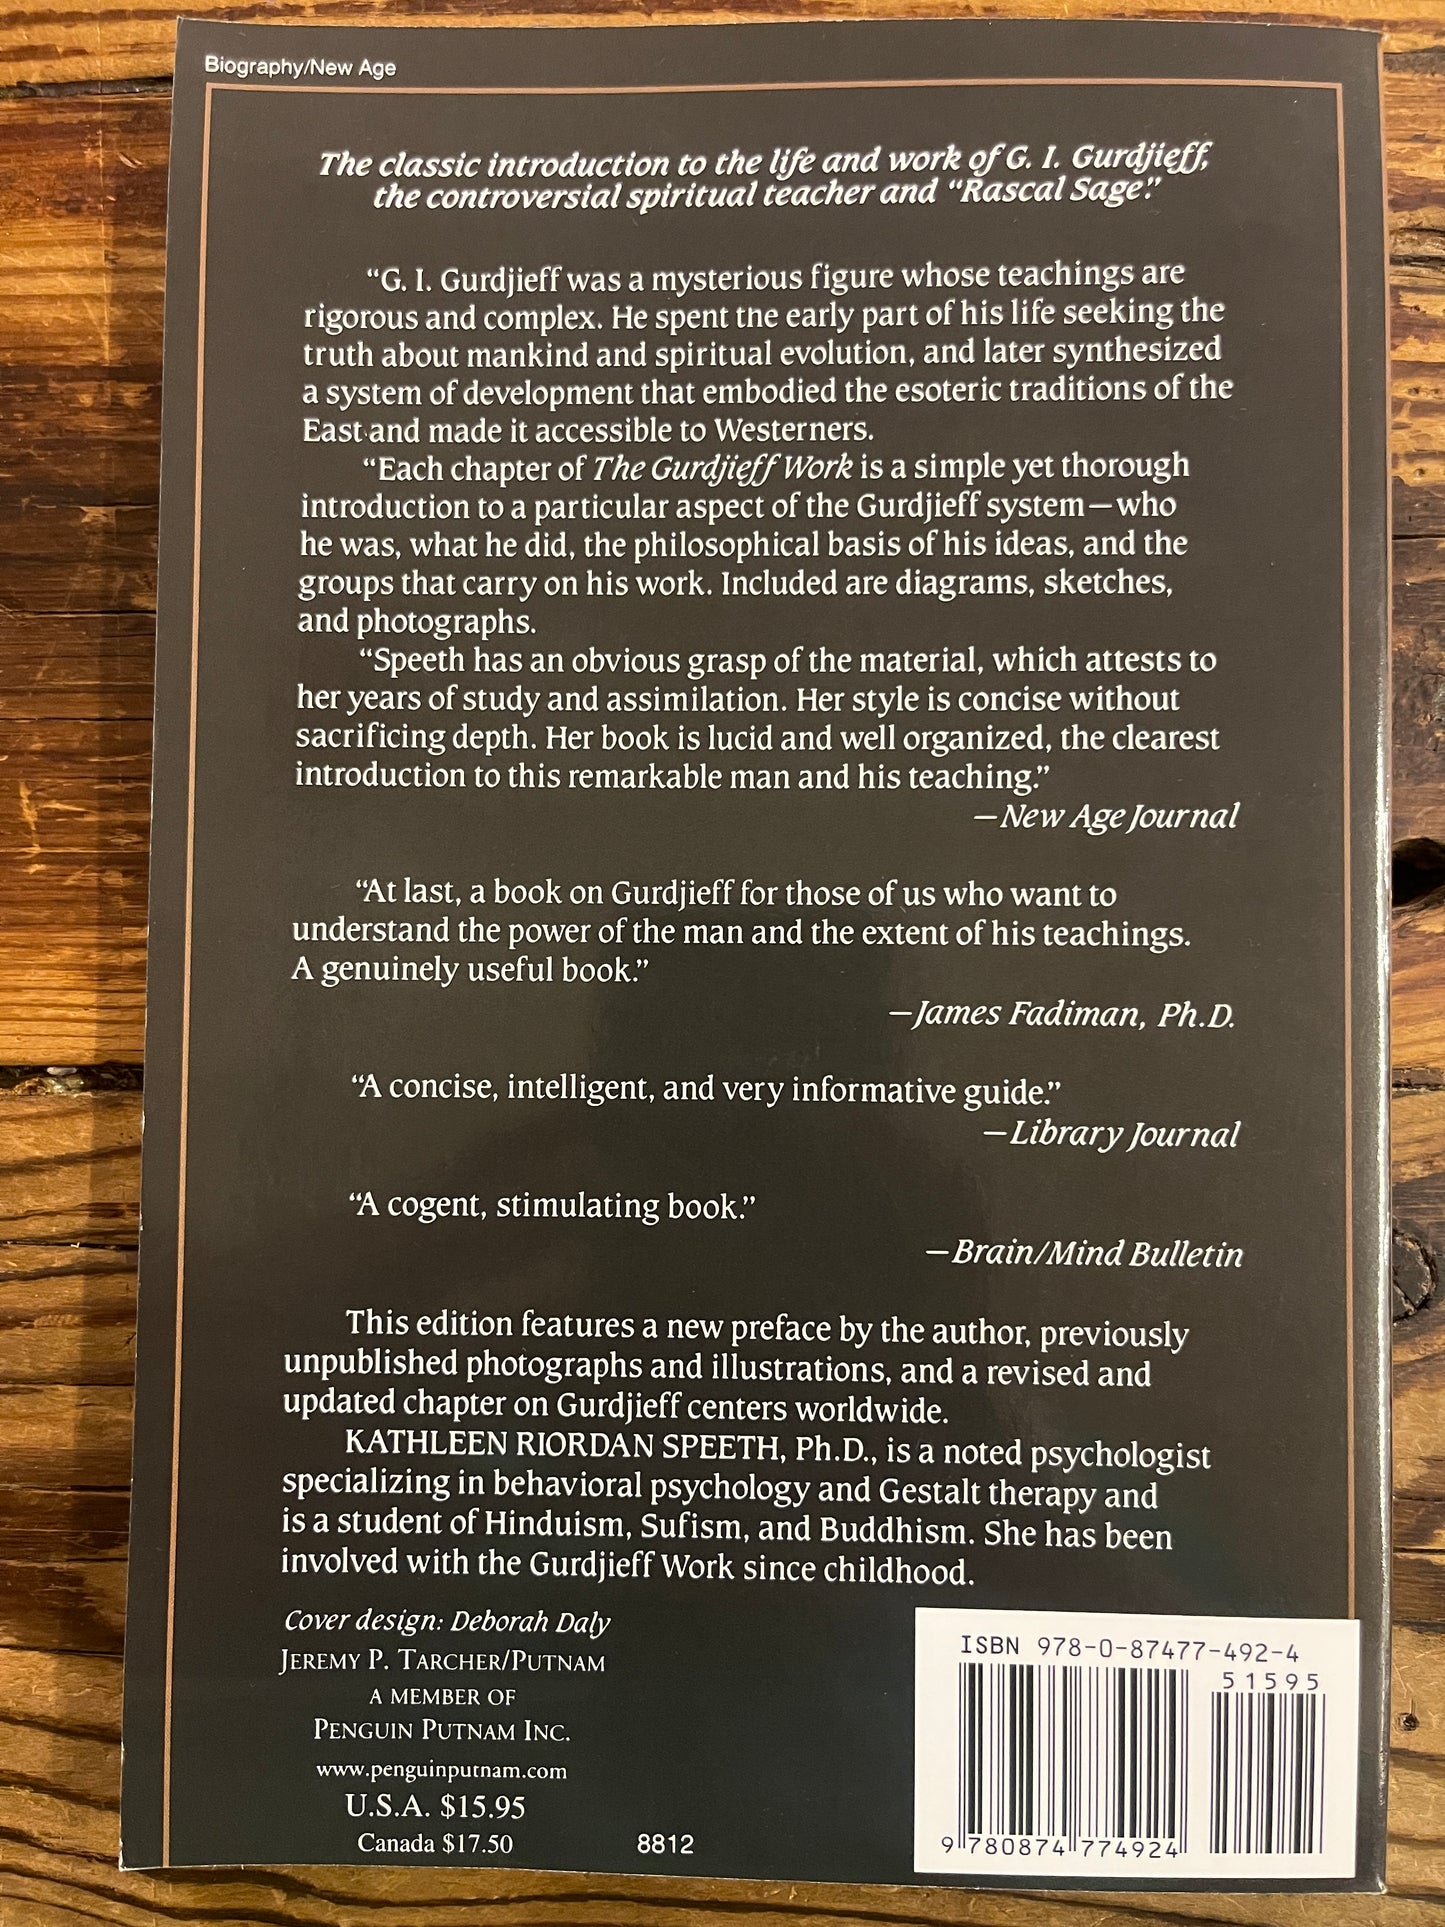 Biography/New Age
The classic introduction to the life and work of G. I. Gurdjieff,
the controversial spiritual teacher and “Rascal Sage.”
“G. I. Gurdjieff was a mysterious figure whose teachings are
rigorous and complex. He spent the early part of his life seeking the
truth about mankind and spiritual evolution, and later synthesized
a system of development that embodied the esoteric traditions of the
East and made it accessible to Westerners.
“Each chapter of The Gurdjieff Work is a simple yet thorough
introduction to a particular aspect of the Gurdjieff system—who
he was, what he did, the philosophical basis of his ideas, and the
groups that carry on his work. Included are diagrams, sketches,
and photographs.
“Speeth has an obvious grasp of the material, which attests to
her years of study and assimilation. Her style is concise without
sacrificing depth. Her book is lucid and well organized, the clearest
introduction to this remarkable man and his teaching.”
—New Age Journal
“At last, a book on Gurdjieff for those of us who want to
understand the power of the man and the extent of his teachings.
A genuinely useful book.”
—James Fadiman, Ph.D.
“A concise, intelligent, and very informative guide.”
—Library Journal
“A cogent, stimulating book.”
—Brain/Mind Bulletin
This edition features a new preface by the author, previously
unpublished photographs and illustrations, and a revised and
updated chapter on Gurdjieff centers worldwide.
KATHLEEN RIORDAN SPEETH, Ph.D., is a noted psychologist
specializing in behavioral psychology and Gestalt therapy and
is a student of Hinduism, Sufism, and Buddhism. She has been
involved with the Gurdjieff Work since childhood.
Cover design: Deborah Daly
JEREMY P. TARCHER/PUTNAM
A MEMBER OF
PENGUIN PUTNAM INC.
www.penguinputnam.com
U.S.A. $15.95
Canada $17.50
8812
ISBN 978-0-87477-492-4
51595
9 780874 774924